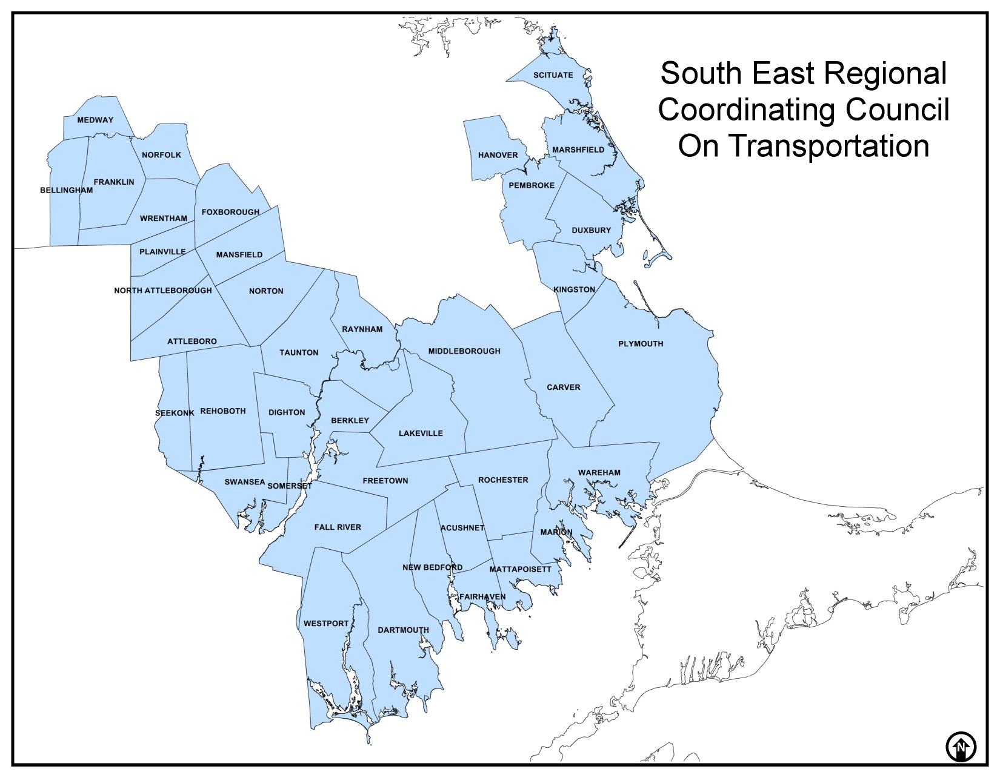 South East Regional
Coordinating Council
On Transportation
SCITUATE
MEDWAY
HANOVER
MARSHFIELD
NORFOLK
FRANKLIN
BELLINGHAM
PEMBROKE
WRENTHAM
FOXBOROUGH
DUXBURY
PLAINVILLE
MANSFIELD
NORTH ATTLEBOROUGH
NORTON
KINGSTON
RAYNHAM
ATTLEBORO
TAUNTON
MIDDLEBOROUGH
PLYMOUTH
CARVER
SEEKONK
REHOBOTH
DIGHTON
BERKLEY
LAKEVILLE
SWANSEA
SOMERSET
FREETOWN
ROCHESTER
WAREHAM
FALL RIVER
ACUSHNET
MARION
NEW BEDFORD
MATTAPOISETT
FAIRHAVEN
WESTPORT
DARTMOUTH
N